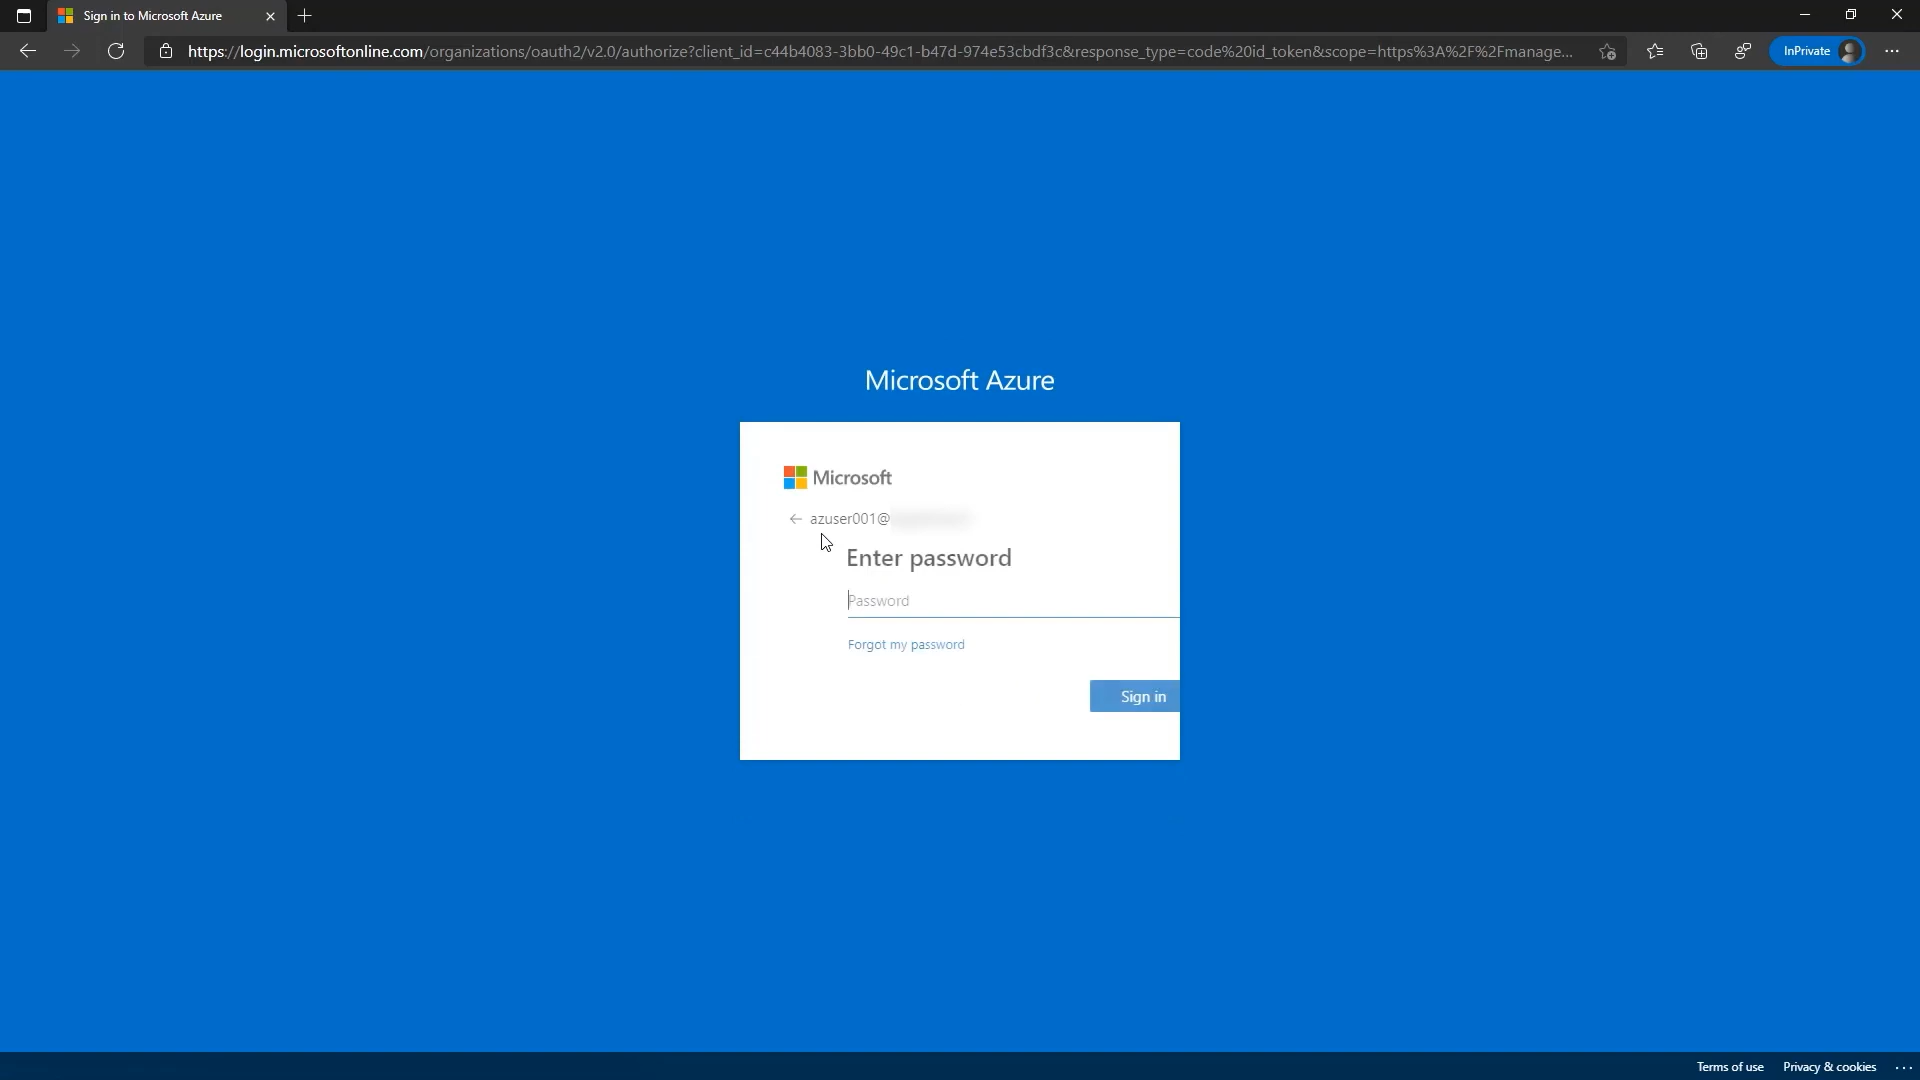 Sign in to Microsoft Azure
https://login.microsoftonline.com/organizations/oauth2/v2.0/authorize?client_id=c44b4083-3bb0-49c1-b47d-974e53cbdf3c&response_type=code%20id_token&scope=https%3A%2F%2Fmanage...
InPrivate
Microsoft Azure
Microsoft
azuser001@
Enter password
Password
Forgot my password
Sign in
Terms of use
Privacy & cookies